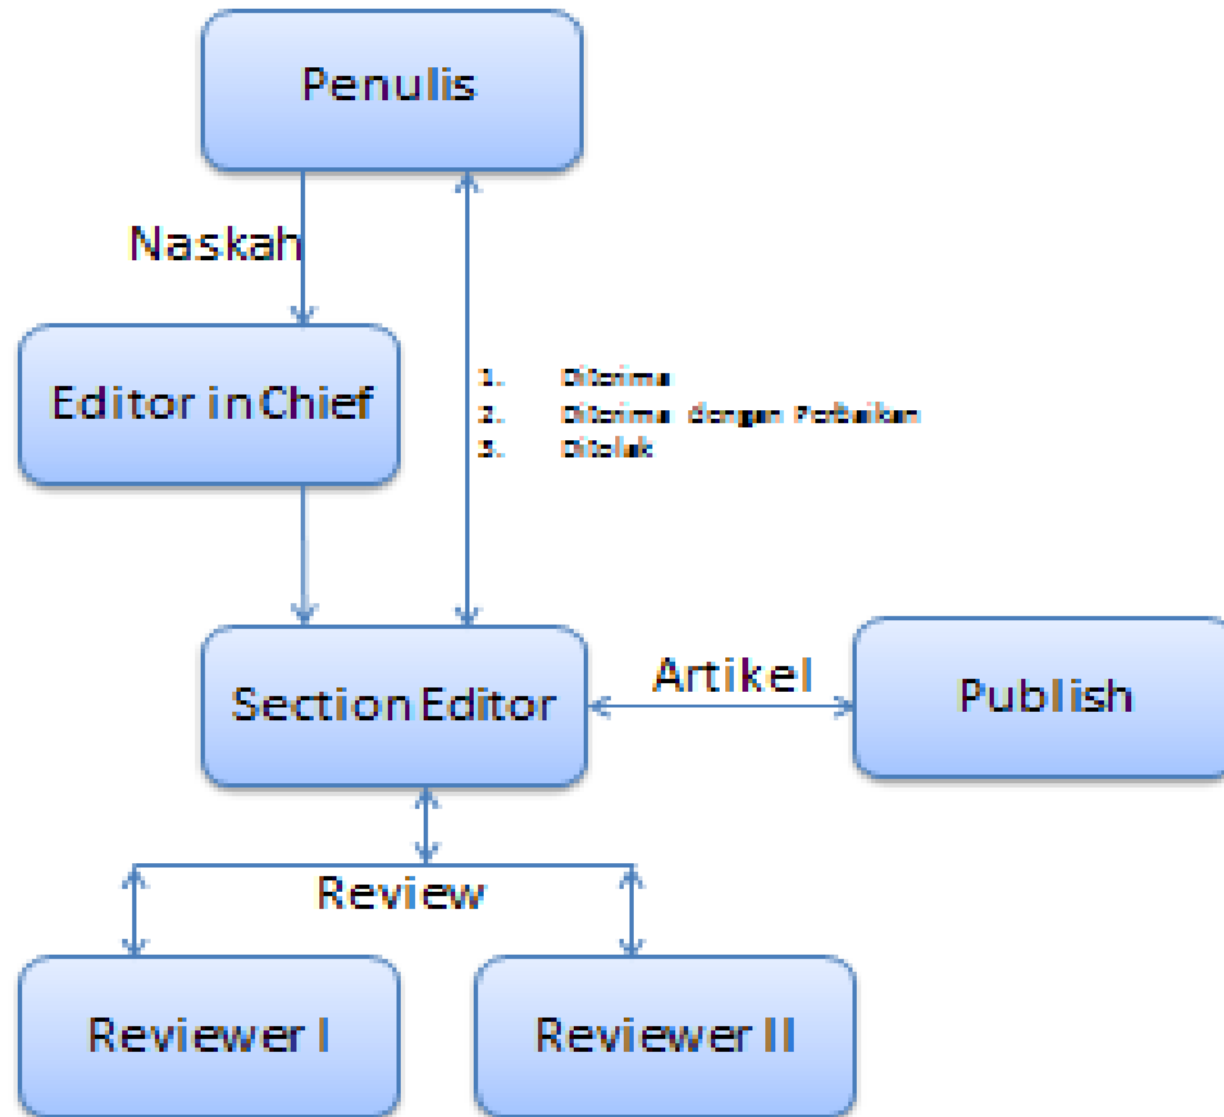 Penulis
Naskah
Editor in Chief
1. Diterima
2. Diterima dengan Perbaikan
3. Ditolak
Section Editor
Artikel
Publish
Review
Reviewer I
Reviewer II